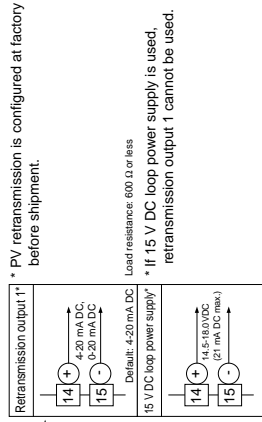 Retransmission output 1*
14
+
4-20 mA DC,
0-20 mA DC
15
-
Default: 4-20 mA DC
Load resistance: 600 Ω or less
* PV retransmission is configured at factory
before shipment.
15 V DC loop power supply*
14
+
14.5-18.0VDC
(21 mA DC max.)
15
-
* If 15 V DC loop power supply is used,
retransmission output 1 cannot be used.